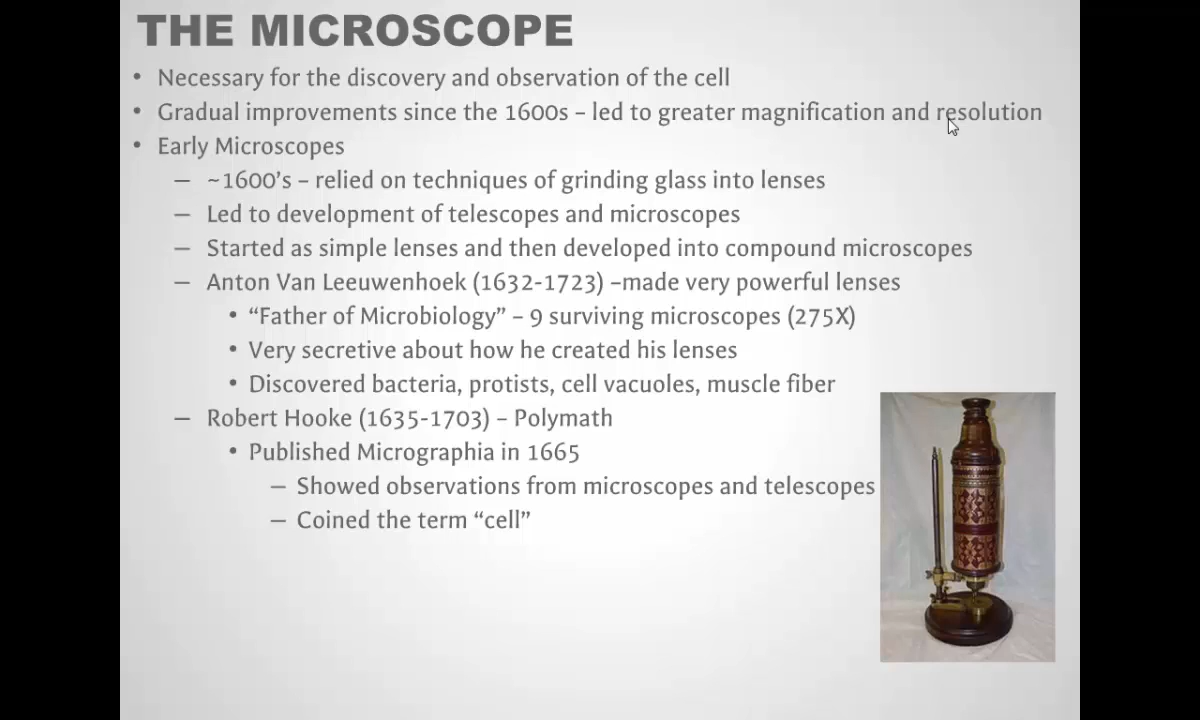 THE MICROSCOPE
• Necessary for the discovery and observation of the cell
• Gradual improvements since the 1600s – led to greater magnification and resolution
• Early Microscopes
– ~1600’s – relied on techniques of grinding glass into lenses
– Led to development of telescopes and microscopes
– Started as simple lenses and then developed into compound microscopes
– Anton Van Leeuwenhoek (1632-1723) –made very powerful lenses
• “Father of Microbiology” – 9 surviving microscopes (275X)
• Very secretive about how he created his lenses
• Discovered bacteria, protists, cell vacuoles, muscle fiber
– Robert Hooke (1635-1703) – Polymath
• Published Micrographia in 1665
– Showed observations from microscopes and telescopes
– Coined the term “cell”